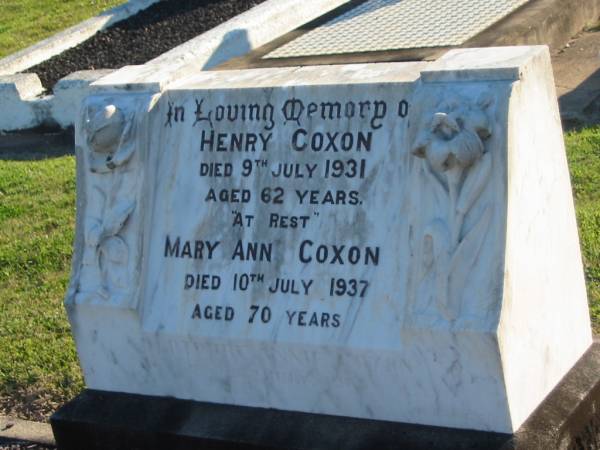 In Loving Memory o
HENRY COXON
DIED 9TH JULY 1931
AGED 62 YEARS.
"AT REST"
MARY ANN COXON
DIED 10TH JULY 1937
AGED 70 YEARS